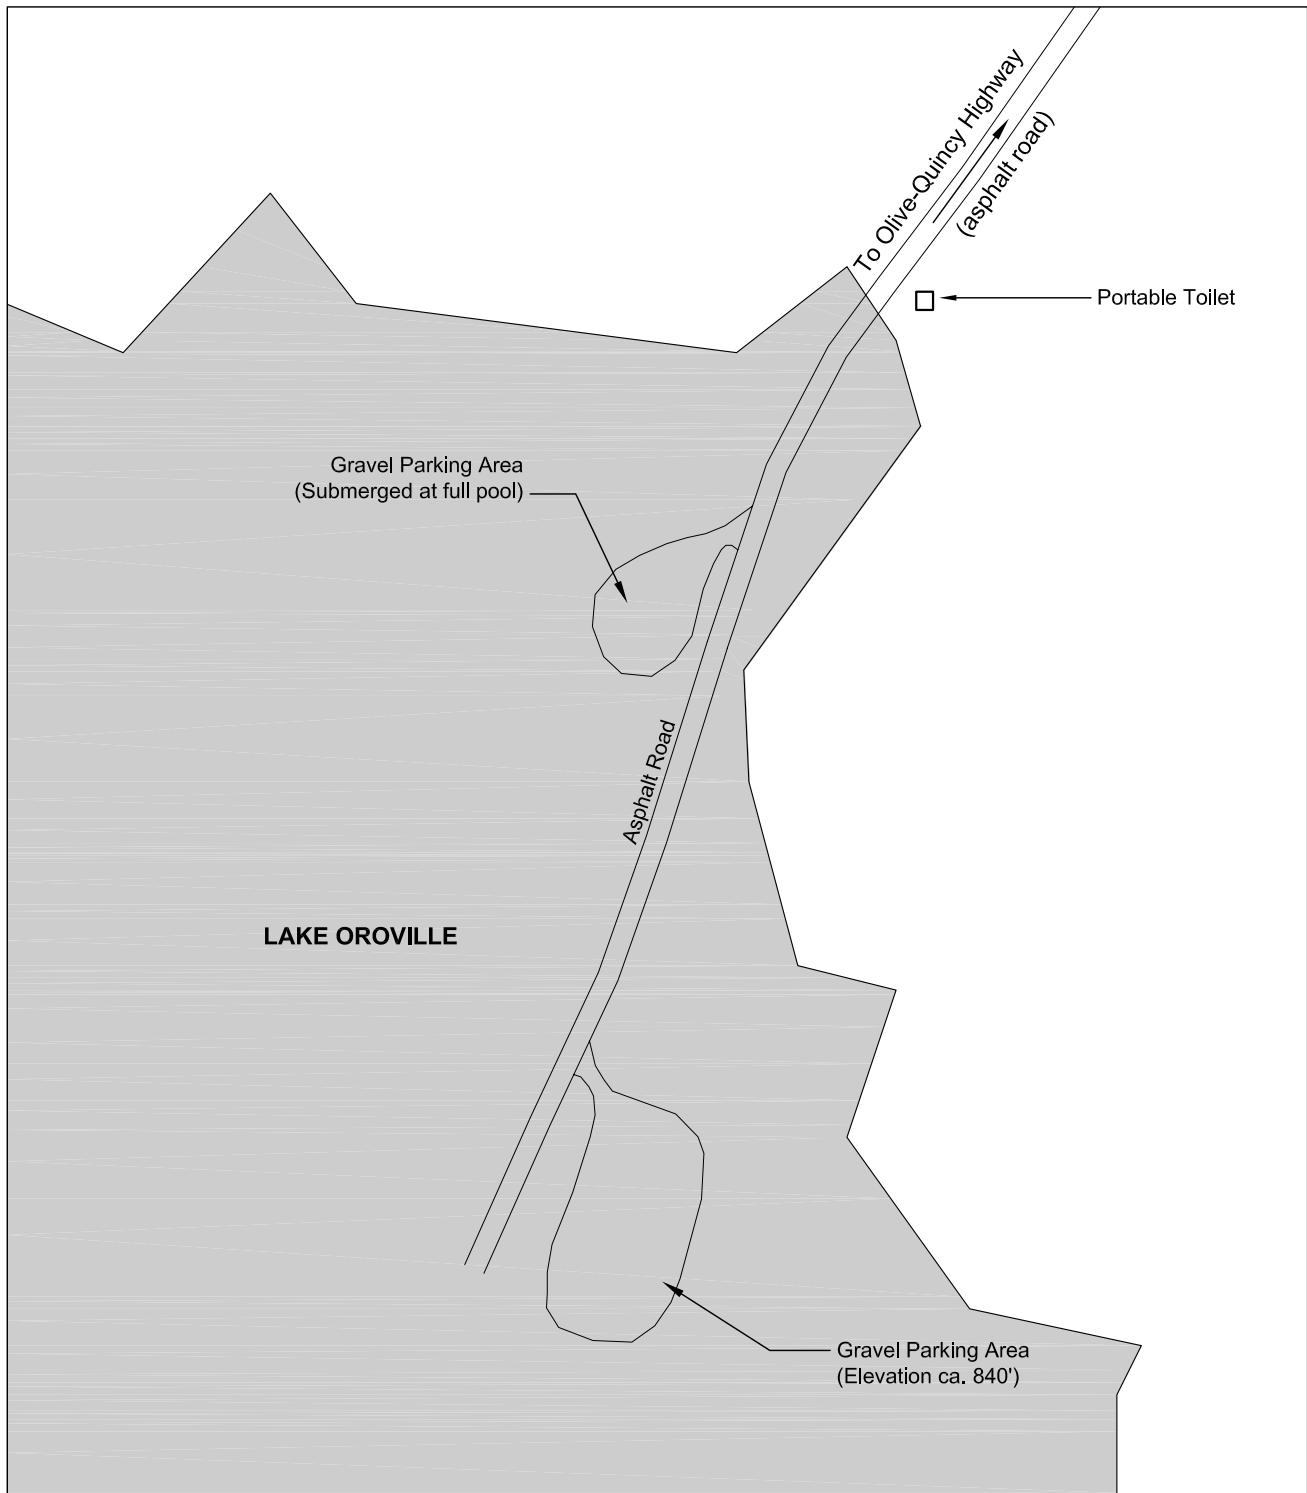 To Olive-Quincy Highway
(asphalt road)
Portable Toilet
Gravel Parking Area
(Submerged at full pool)
Asphalt Road
LAKE OROVILLE
Gravel Parking Area
(Elevation ca. 840')